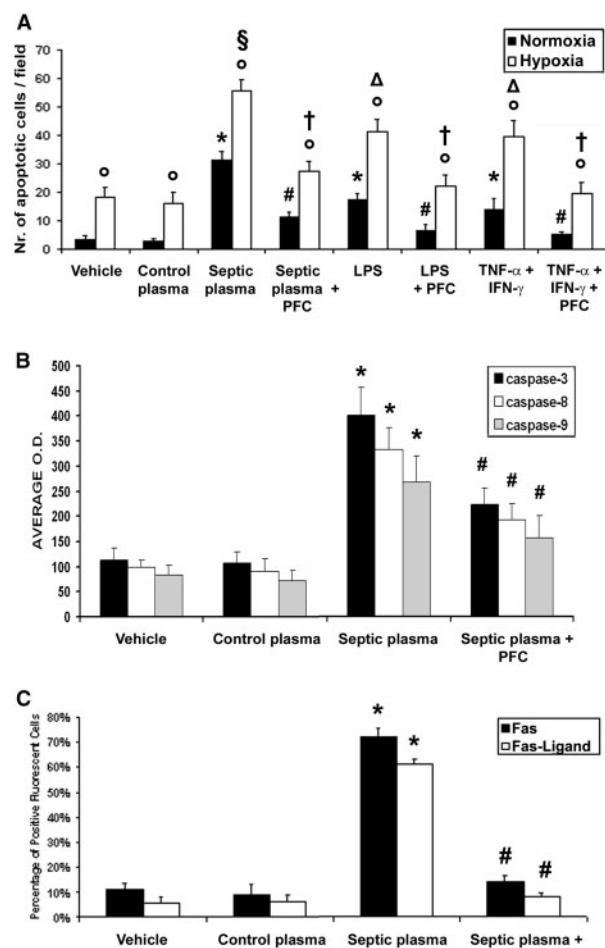 A
Normoxia
Hypoxia
Nr. of apoptotic cells / field
70
60
50
40
30
20
10
0
§
Δ
Δ
* † * † * †
# # #
Vehicle
Control plasma
Septic plasma
Septic plasma + PFC
LPS
LPS + PFC
TNF-α + IFN-γ
TNF-α + IFN-γ + PFC
B
caspase-3
caspase-8
caspase-9
AVERAGE O.D.
500
450
400
350
300
250
200
150
100
50
0
* * *
# # #
Vehicle
Control plasma
Septic plasma
Septic plasma + PFC
C
Fas
Fas-Ligand
Percentage of Positive Fluorescent Cells
80%
70%
60%
50%
40%
30%
20%
10%
0%
* *
# #
Vehicle
Control plasma
Septic plasma
Septic plasma +